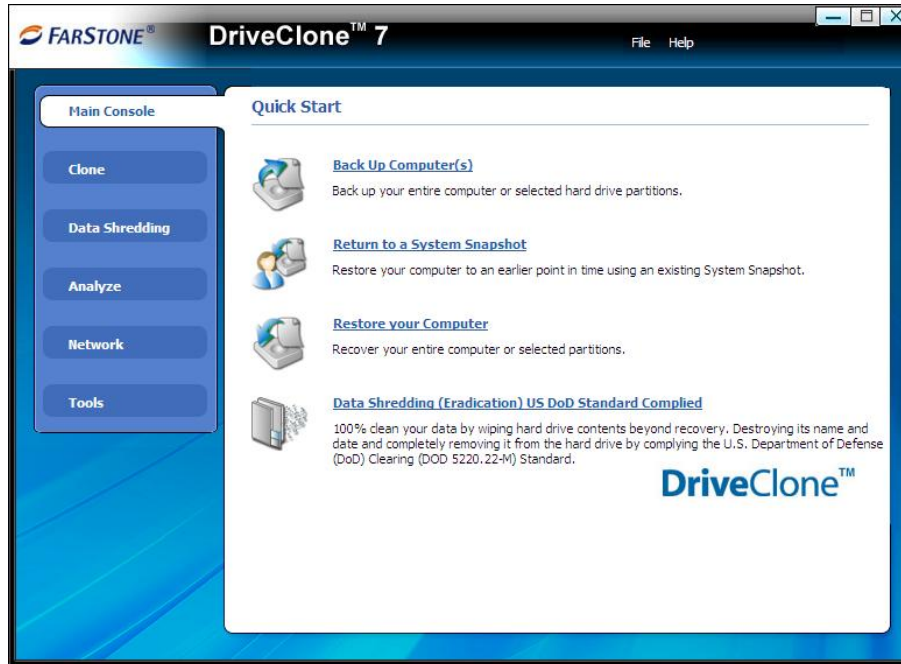 FARSTONE® DriveClone™ 7
File Help
Main Console
Clone
Data Shredding
Analyze
Network
Tools
Quick Start
Back Up Computer(s)
Back up your entire computer or selected hard drive partitions.
Return to a System Snapshot
Restore your computer to an earlier point in time using an existing System Snapshot.
Restore your Computer
Recover your entire computer or selected partitions.
Data Shredding (Eradication) US DoD Standard Complied
100% clean your data by wiping hard drive contents beyond recovery. Destroying its name and
date and completely removing it from the hard drive by complying the U.S. Department of Defense
(DoD) Clearing (DOD 5220.22-M) Standard.
DriveClone™